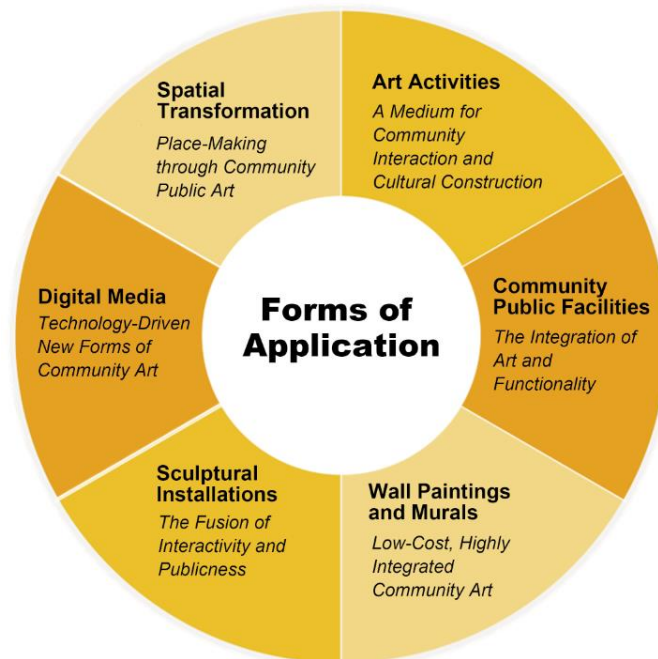 Forms of
Application
Art Activities
A Medium for
Community
Interaction and
Cultural Construction
Community
Public Facilities
The Integration of
Art and
Functionality
Wall Paintings
and Murals
Low-Cost, Highly
Integrated
Community Art
Sculptural
Installations
The Fusion of
Interactivity and
Publicness
Digital Media
Technology-Driven
New Forms of
Community Art
Spatial
Transformation
Place-Making
through Community
Public Art